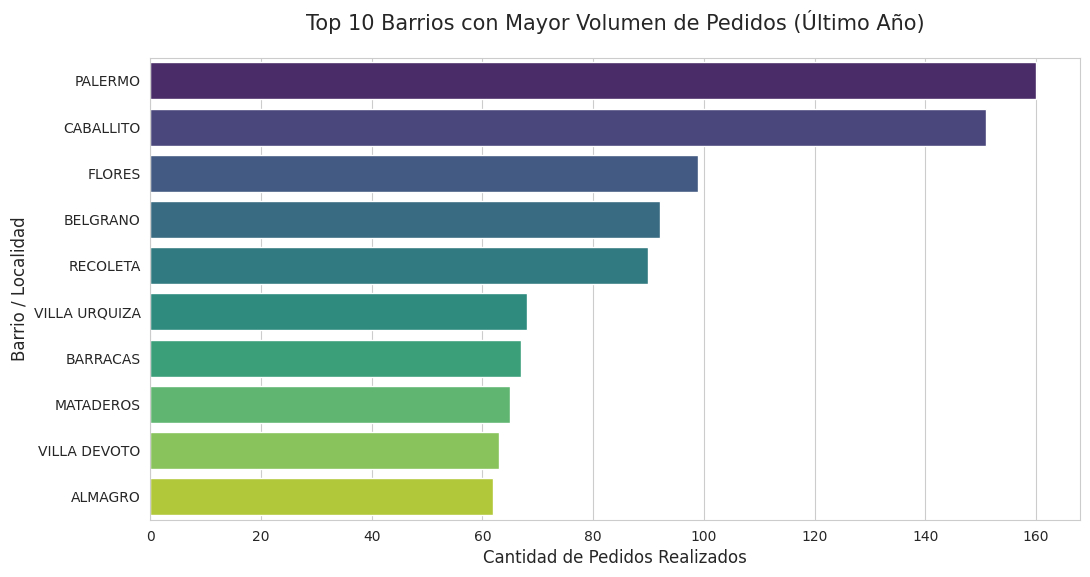 Top 10 Barrios con Mayor Volumen de Pedidos (Último Año)
Barrio / Localidad
PALERMO
CABALLITO
FLORES
BELGRANO
RECOLETA
VILLA URQUIZA
BARRACAS
MATADEROS
VILLA DEVOTO
ALMAGRO
0 20 40 60 80 100 120 140 160
Cantidad de Pedidos Realizados